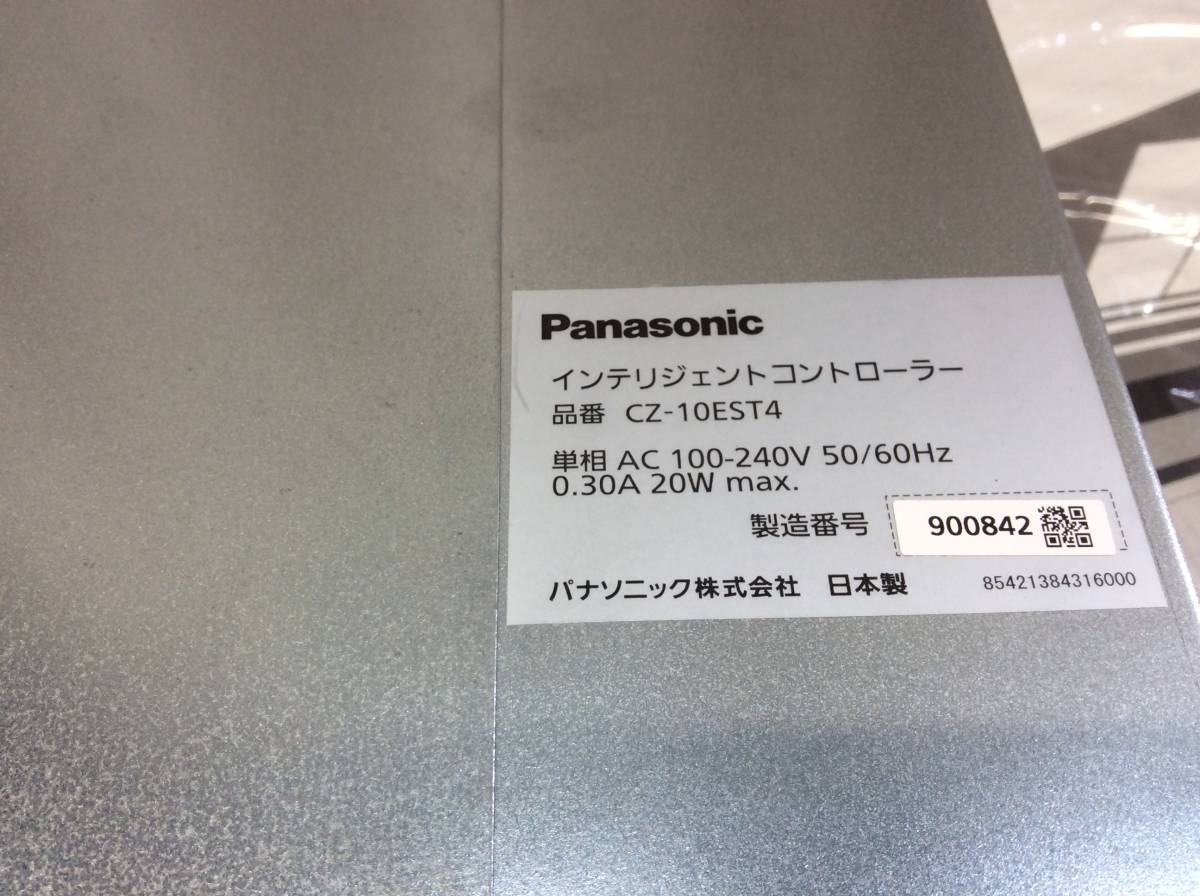 Panasonic
インテリジェントコントローラー
品番 CZ-10EST4
単相 AC 100-240V 50/60Hz
0.30A 20W max.
製造番号 900842
パナソニック株式会社 日本製 85421384316000